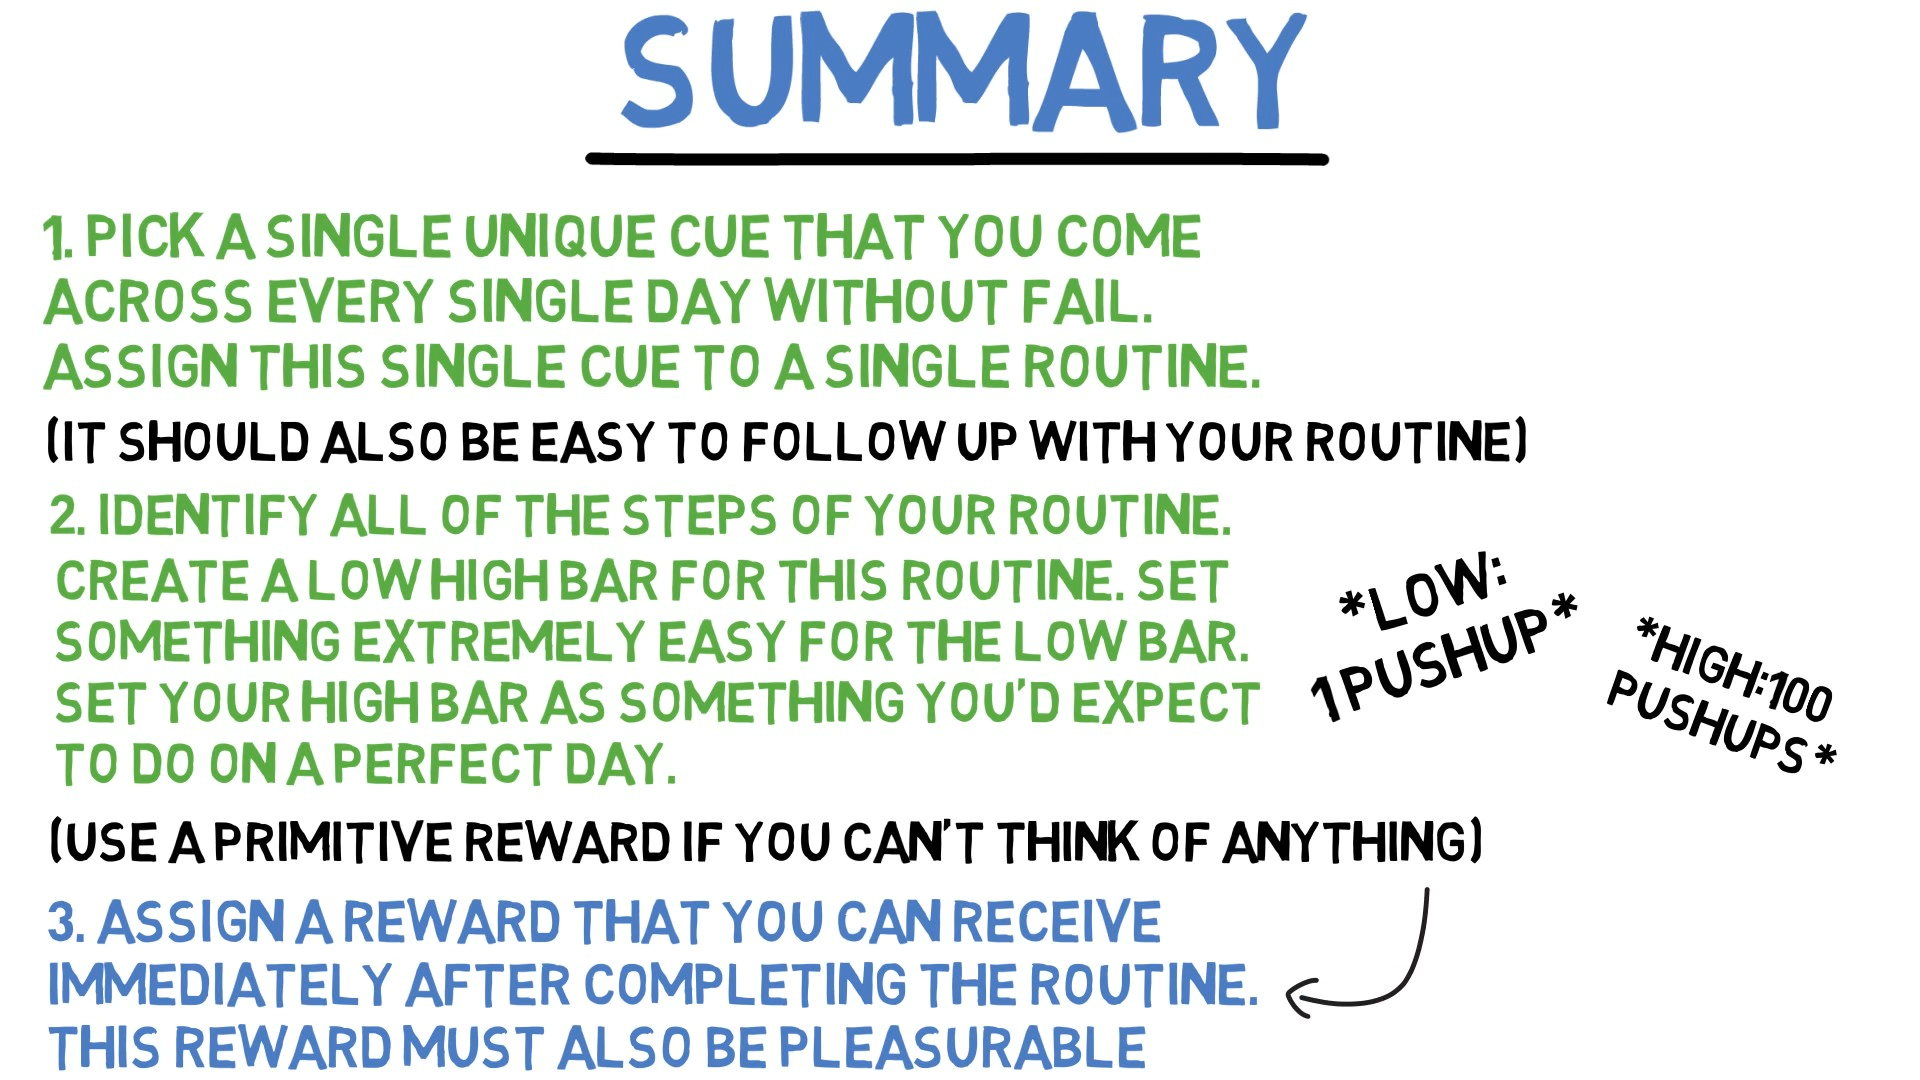 SUMMARY
1. PICK A SINGLE UNIQUE CUE THAT YOU COME
ACROSS EVERY SINGLE DAY WITHOUT FAIL.
ASSIGN THIS SINGLE CUE TO A SINGLE ROUTINE.
(IT SHOULD ALSO BE EASY TO FOLLOW UP WITH YOUR ROUTINE)
2. IDENTIFY ALL OF THE STEPS OF YOUR ROUTINE.
CREATE A LOW HIGH BAR FOR THIS ROUTINE. SET
SOMETHING EXTREMELY EASY FOR THE LOW BAR.
SET YOUR HIGH BAR AS SOMETHING YOU'D EXPECT
TO DO ON A PERFECT DAY.
*LOW:
1 PUSHUP*
*HIGH:100
PUSHUPS*
(USE A PRIMITIVE REWARD IF YOU CAN'T THINK OF ANYTHING)
3. ASSIGN A REWARD THAT YOU CAN RECEIVE
IMMEDIATELY AFTER COMPLETING THE ROUTINE.
THIS REWARD MUST ALSO BE PLEASURABLE